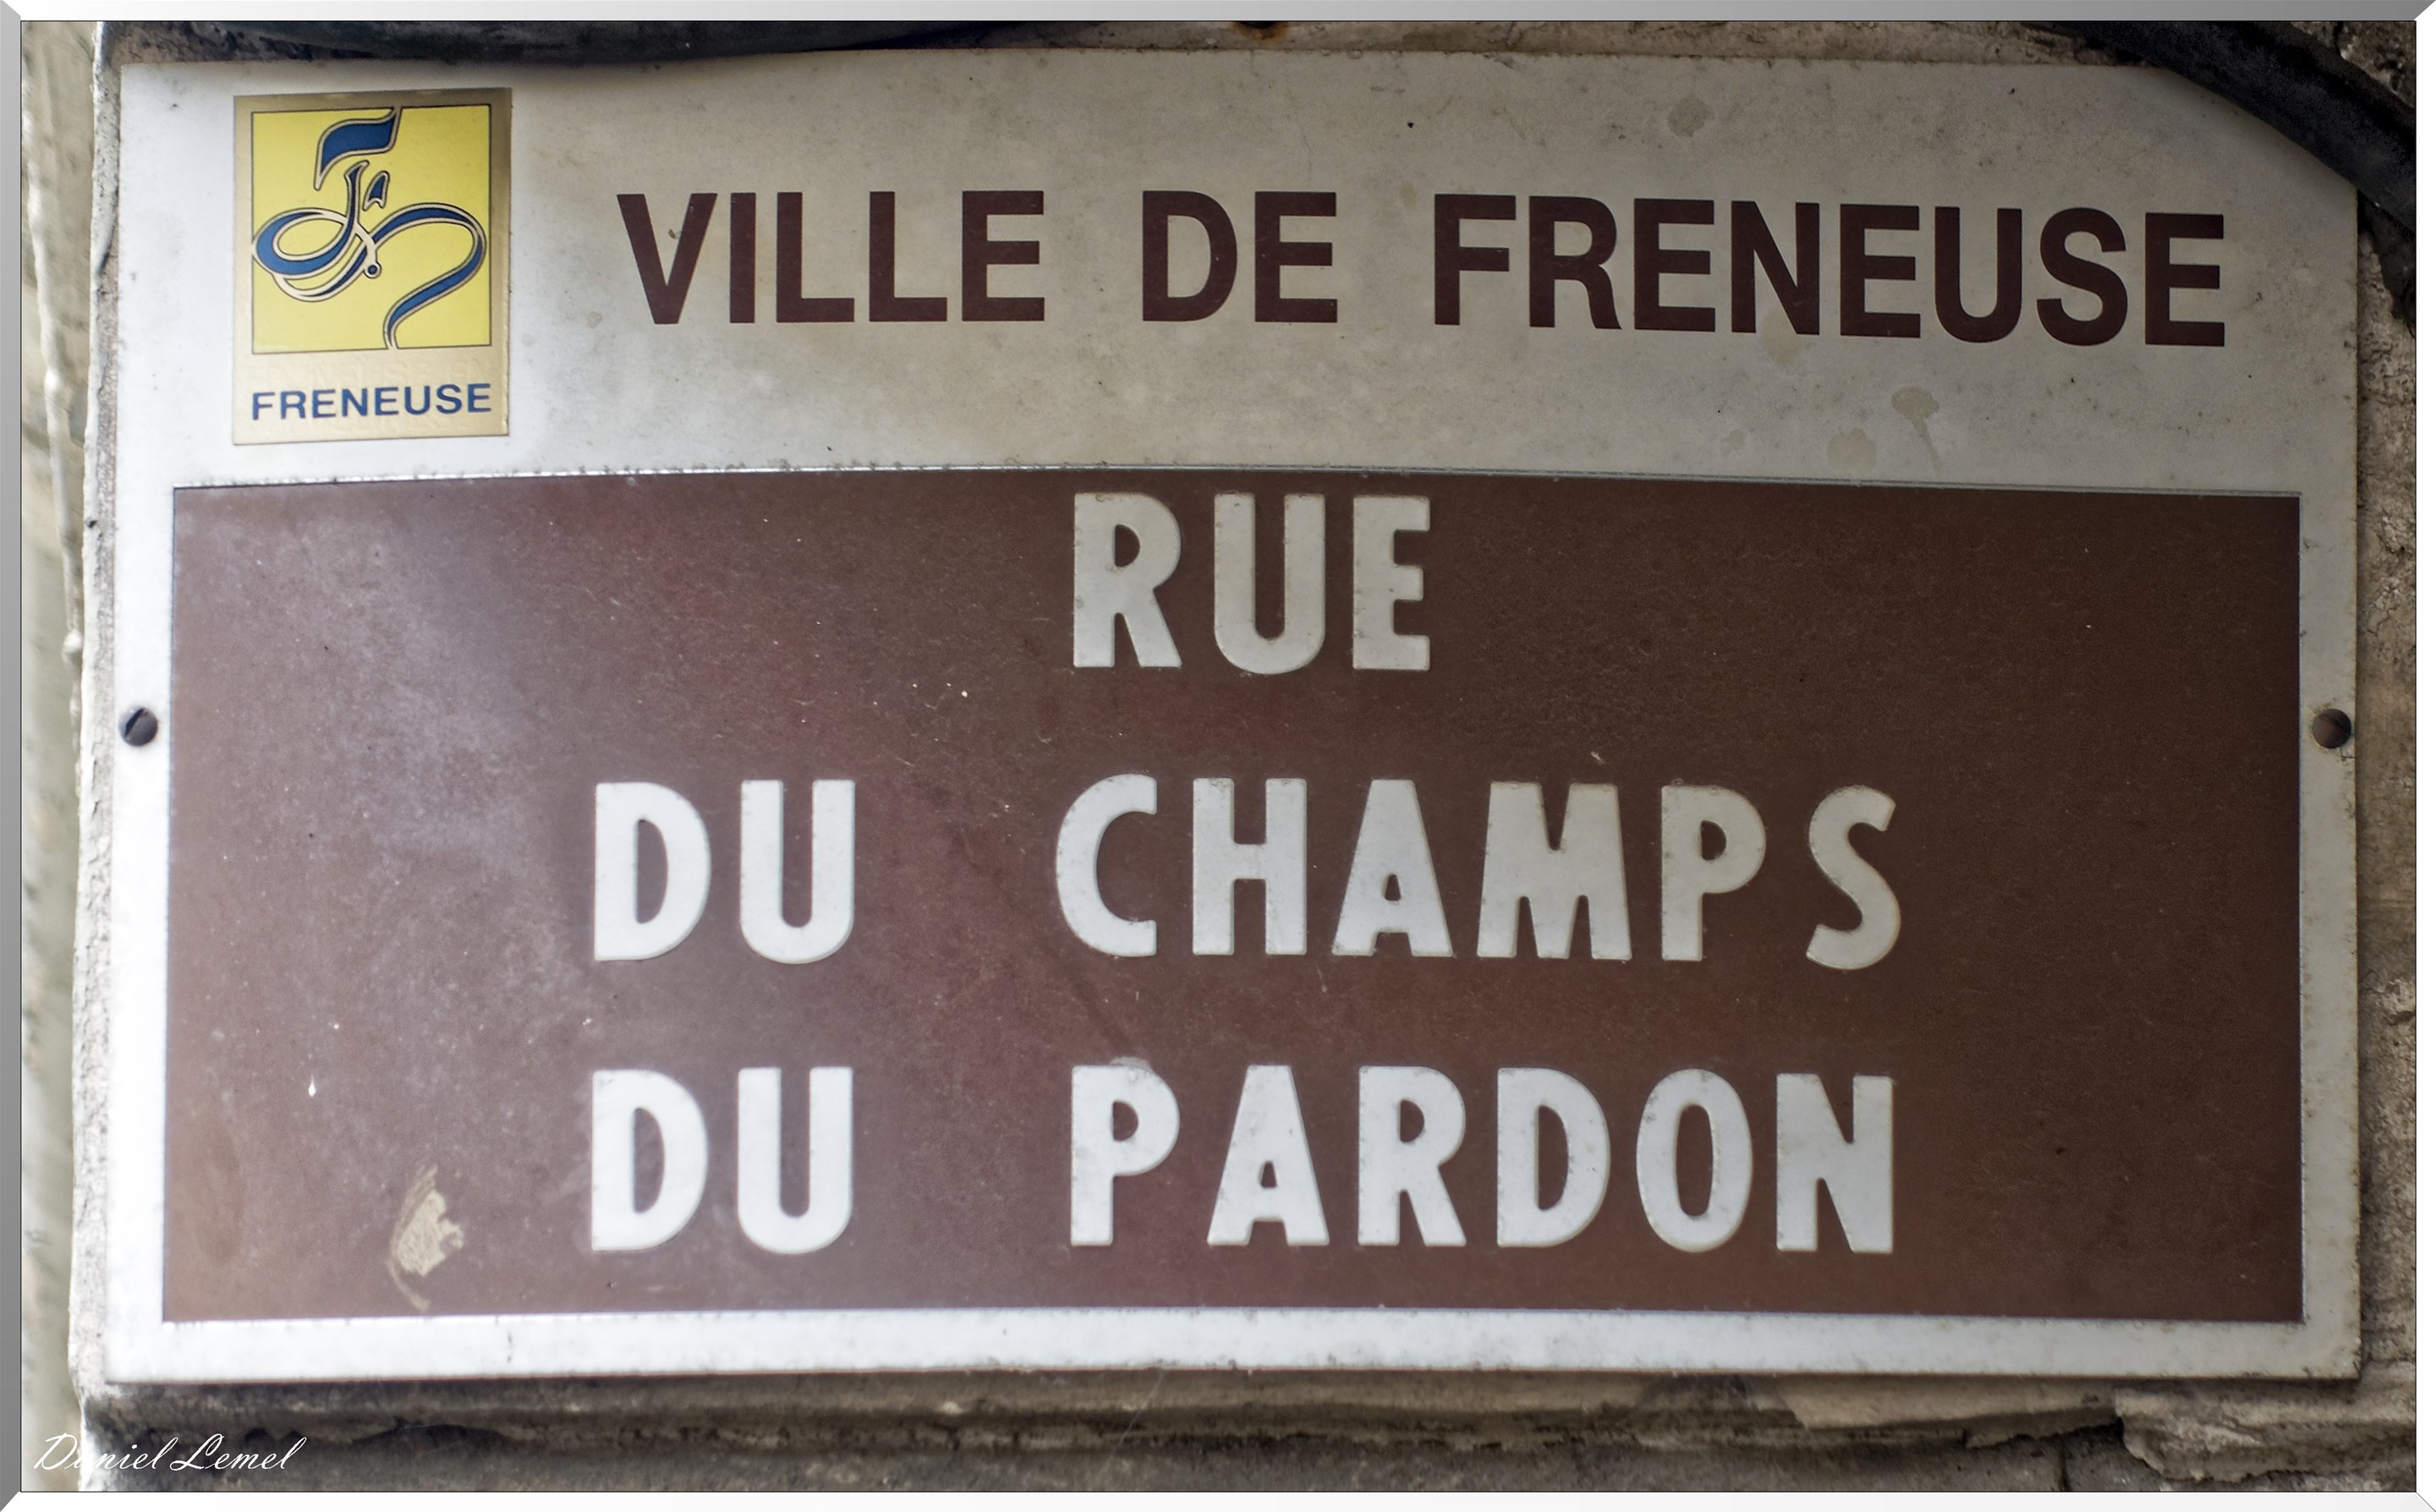 VILLE DE FRENEUSE
FRENEUSE
RUE
DU CHAMPS
DU PARDON
Daniel Lemel